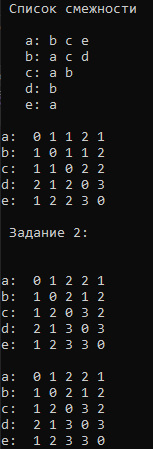 Список смежности
a: b c e
b: a c d
c: a b
d: b
e: a
a: 0 1 1 2 1
b: 1 0 1 1 2
c: 1 1 0 2 2
d: 2 1 2 0 3
e: 1 2 2 3 0
Задание 2:
a: 0 1 2 2 1
b: 1 0 2 1 2
c: 1 2 0 3 2
d: 2 1 3 0 3
e: 1 2 3 3 0
a: 0 1 2 2 1
b: 1 0 2 1 2
c: 1 2 0 3 2
d: 2 1 3 0 3
e: 1 2 3 3 0